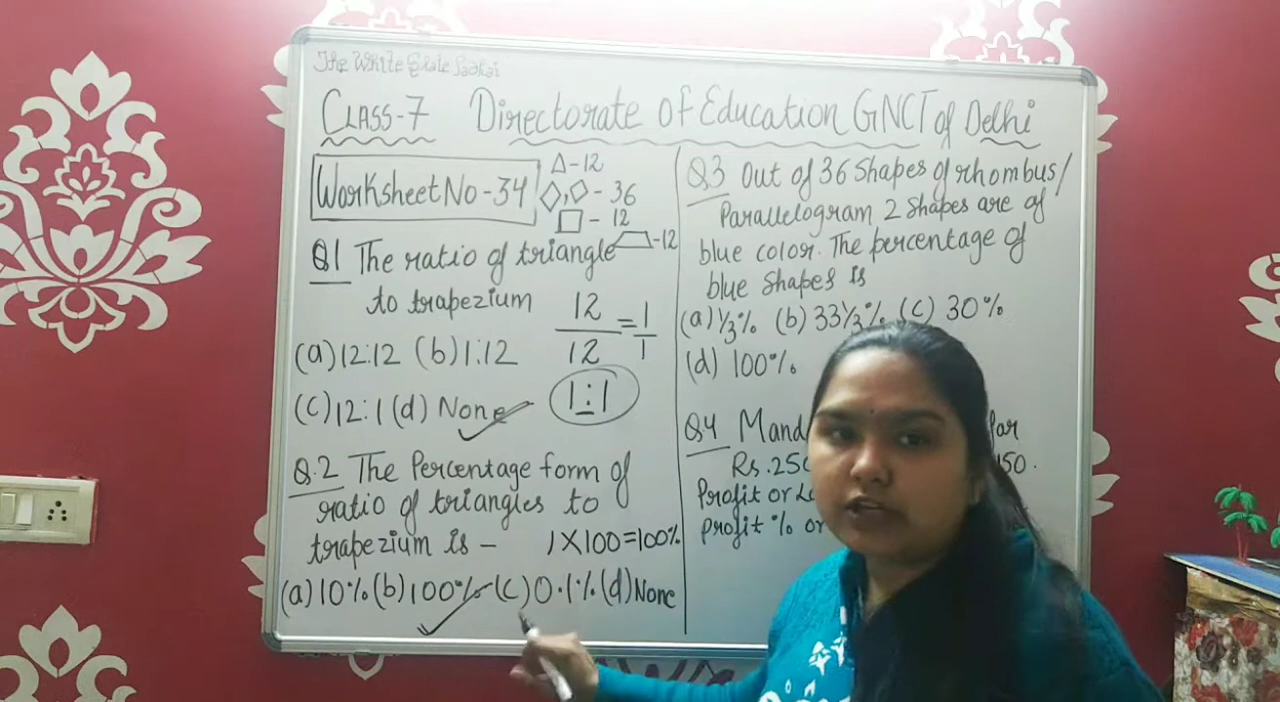 The White Slate Padhai
CLASS-7 Directorate of Education GNCT of Delhi
Worksheet No-34
△-12
◇,◇-36
□-12
⏢-12
Q1 The ratio of triangle
to trapezium
12/12=1/1
(a)12:12 (b)1:12
(c)12:1 (d) None
1:1
Q.2 The Percentage form of
ratio of triangles to
trapezium is -
1×100=100%
(a)10% (b)100% (c)0.1% (d)None
Q3 Out of 36 Shapes of rhombus/
Parallelogram 2 Shapes are of
blue color. The percentage of
blue Shapes is
(a)1/3% (b) 33 1/3% (c) 30%
(d) 100%
Q4
Rs.
Profit or
Profit % or